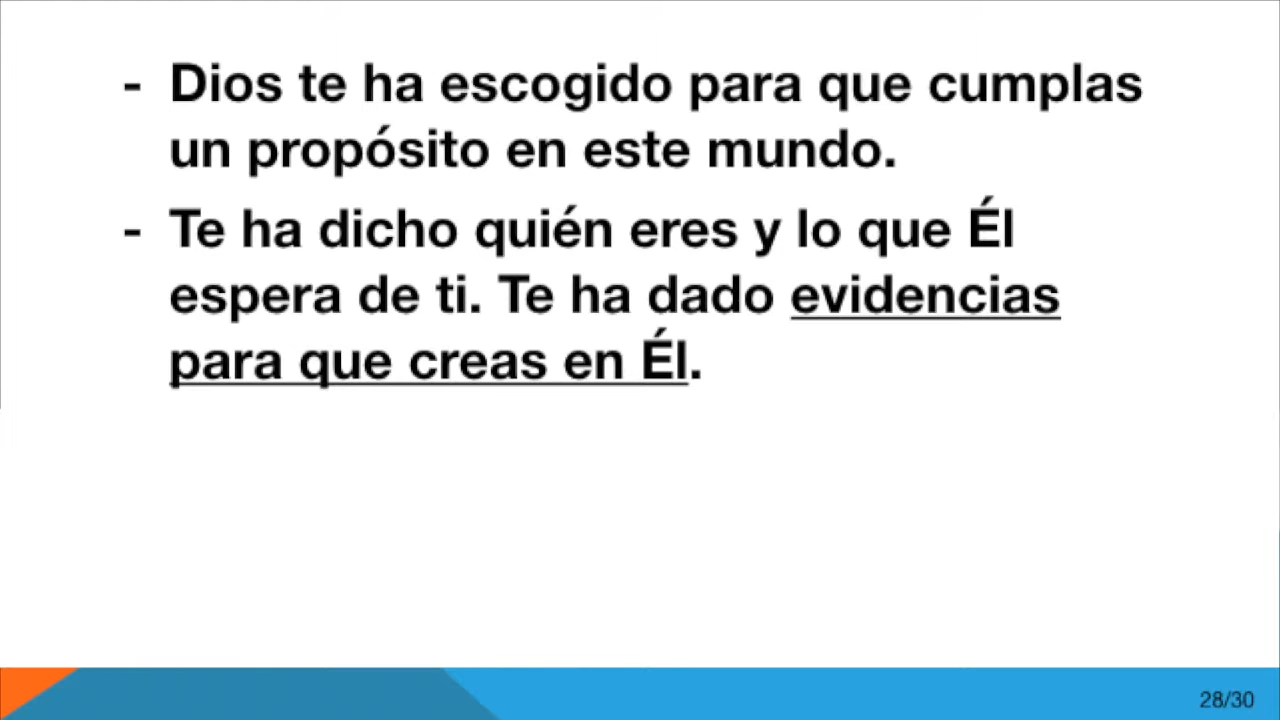 - Dios te ha escogido para que cumplas
un propósito en este mundo.
- Te ha dicho quién eres y lo que Él
espera de ti. Te ha dado evidencias
para que creas en Él.
28/30